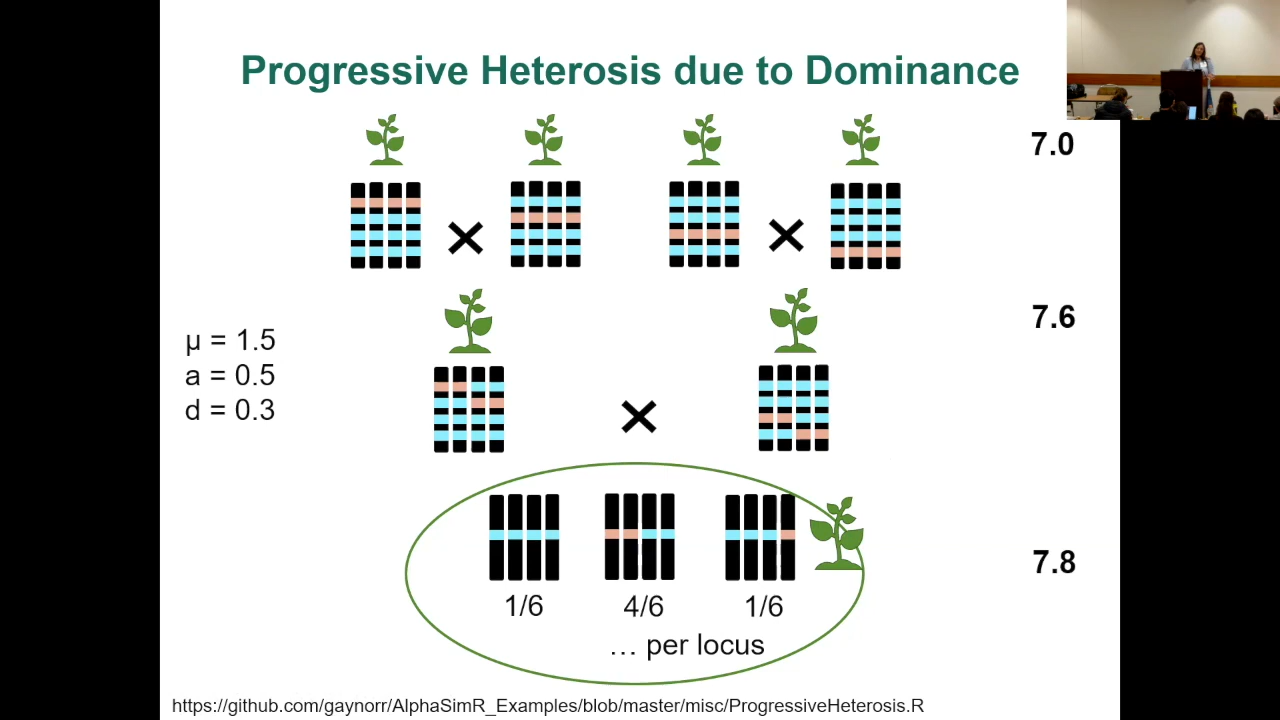 Progressive Heterosis due to Dominance
7.0
7.6
µ = 1.5
a = 0.5
d = 0.3
7.8
1/6 4/6 1/6
… per locus
https://github.com/gaynorr/AlphaSimR_Examples/blob/master/misc/ProgressiveHeterosis.R